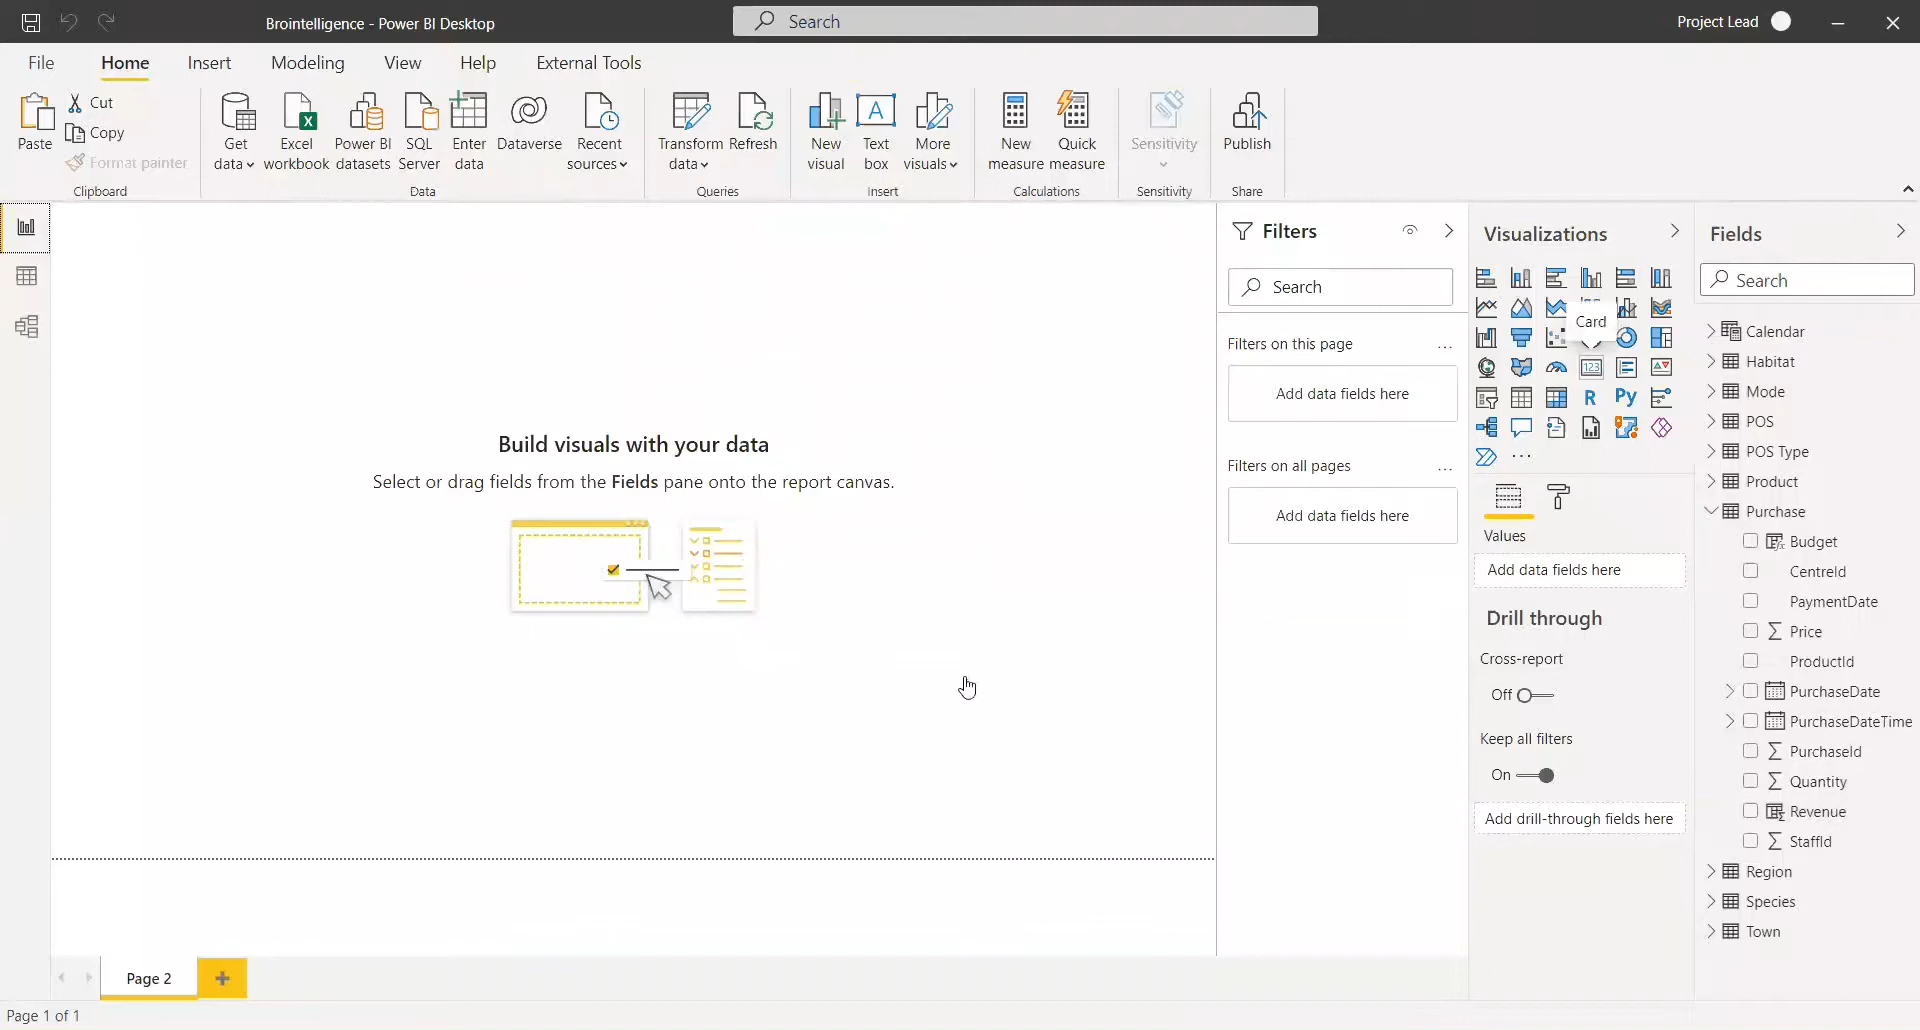 Brointelligence - Power BI Desktop
Search
Project Lead
File
Home
Insert
Modeling
View
Help
External Tools
Paste
Cut
Copy
Format painter
Clipboard
Get
data
Excel
workbook
Power BI
datasets
SQL
Server
Enter
data
Dataverse
Recent
sources
Data
Transform
data
Refresh
Queries
New
visual
Text
box
More
visuals
Insert
New
measure
Quick
measure
Calculations
Sensitivity
Sensitivity
Publish
Share
Build visuals with your data
Select or drag fields from the Fields pane onto the report canvas.
Filters
Search
Filters on this page
...
Add data fields here
Filters on all pages
...
Add data fields here
Visualizations
Card
123
R
Py
...
Values
Add data fields here
Drill through
Cross-report
Off
Keep all filters
On
Add drill-through fields here
Fields
Search
Calendar
Habitat
Mode
POS
POS Type
Product
Purchase
Budget
CentreId
PaymentDate
Price
ProductId
PurchaseDate
PurchaseDateTime
PurchaseId
Quantity
Revenue
StaffId
Region
Species
Town
Page 2
Page 1 of 1